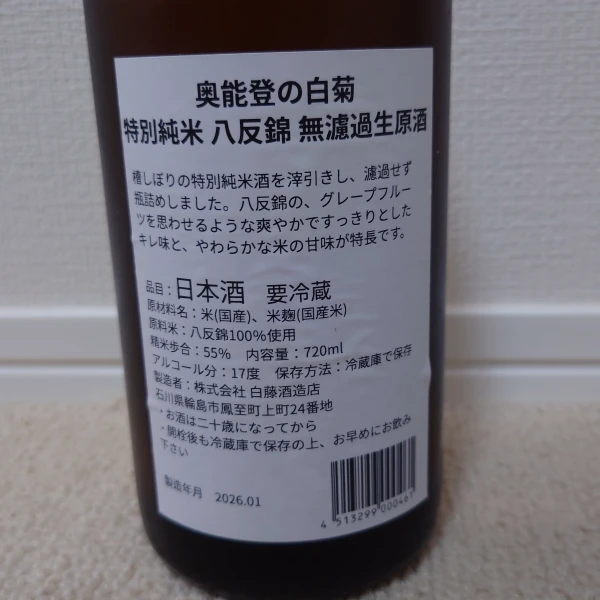 奥能登の白菊
特別純米 八反錦 無濾過生原酒
槽しぼりの特別純米酒を滓引きし、濾過せず
瓶詰めしました。八反錦の、グレープフルー
ツを思わせるような爽やかですっきりとした
キレ味と、やわらかな米の甘味が特長です。
品目：日本酒 要冷蔵
原材料名：米(国産)、米麹(国産米)
原料米：八反錦100%使用
精米歩合：55% 内容量：720ml
アルコール分：17度 保存方法：冷蔵庫で保存
製造者：株式会社 白藤酒造店
石川県輪島市鳳至町上町24番地
・お酒は二十歳になってから
・開栓後も冷蔵庫で保存の上、お早めにお飲み
下さい
製造年月 2026.01
4 513299 000461